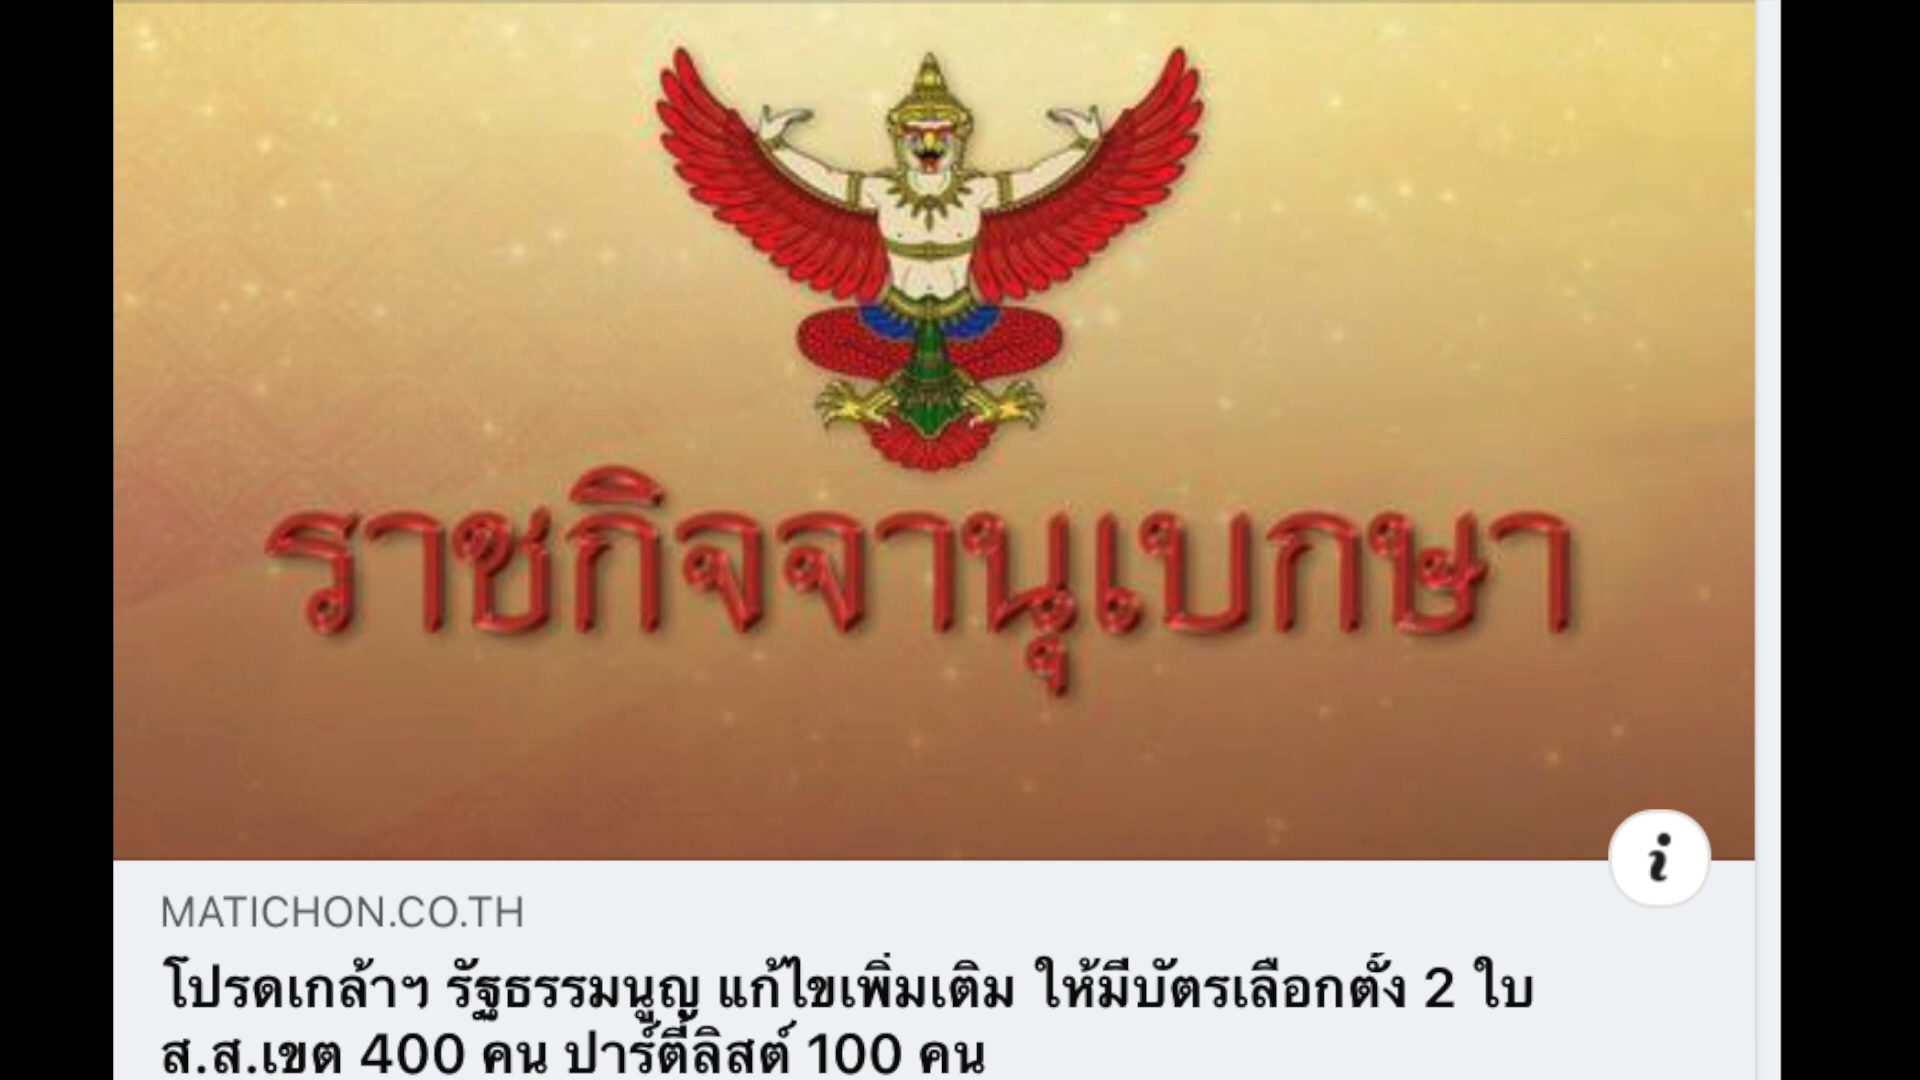 ราชกิจจานุเบกษา
i
MATICHON.CO.TH
โปรดเกล้าฯ รัฐธรรมนูญ แก้ไขเพิ่มเติม ให้มีบัตรเลือกตั้ง 2 ใบ
ส.ส.เขต 400 คน ปาร์ตี้ลิสต์ 100 คน